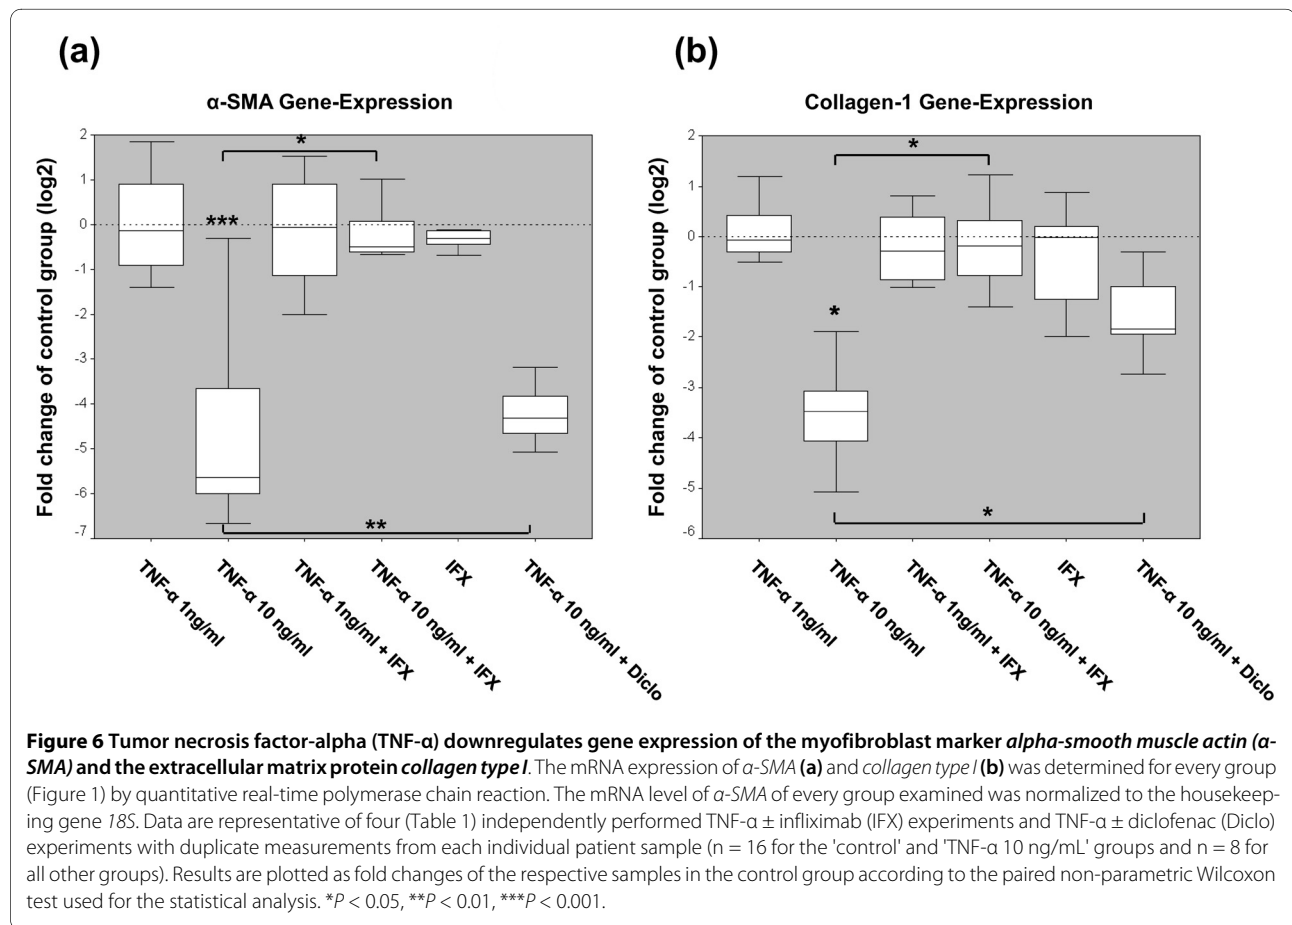 (a)
α-SMA Gene-Expression
Fold change of control group (log2)
2
1
0
-1
-2
-3
-4
-5
-6
-7
*
***
**
TNF-α 1ng/ml
TNF-α 10 ng/ml
TNF-α 1ng/ml + IFX
TNF-α 10 ng/ml + IFX
IFX
TNF-α 10 ng/ml + Diclo
(b)
Collagen-1 Gene-Expression
Fold change of control group (log2)
2
1
0
-1
-2
-3
-4
-5
-6
*
*
*
TNF-α 1ng/ml
TNF-α 10 ng/ml
TNF-α 1ng/ml + IFX
TNF-α 10 ng/ml + IFX
IFX
TNF-α 10 ng/ml + Diclo
Figure 6 Tumor necrosis factor-alpha (TNF-α) downregulates gene expression of the myofibroblast marker alpha-smooth muscle actin (α-
SMA) and the extracellular matrix protein collagen type I. The mRNA expression of α-SMA (a) and collagen type I (b) was determined for every group
(Figure 1) by quantitative real-time polymerase chain reaction. The mRNA level of α-SMA of every group examined was normalized to the housekeep-
ing gene 18S. Data are representative of four (Table 1) independently performed TNF-α ± infliximab (IFX) experiments and TNF-α ± diclofenac (Diclo)
experiments with duplicate measurements from each individual patient sample (n = 16 for the 'control' and 'TNF-α 10 ng/mL' groups and n = 8 for
all other groups). Results are plotted as fold changes of the respective samples in the control group according to the paired non-parametric Wilcoxon
test used for the statistical analysis. *P < 0.05, **P < 0.01, ***P < 0.001.